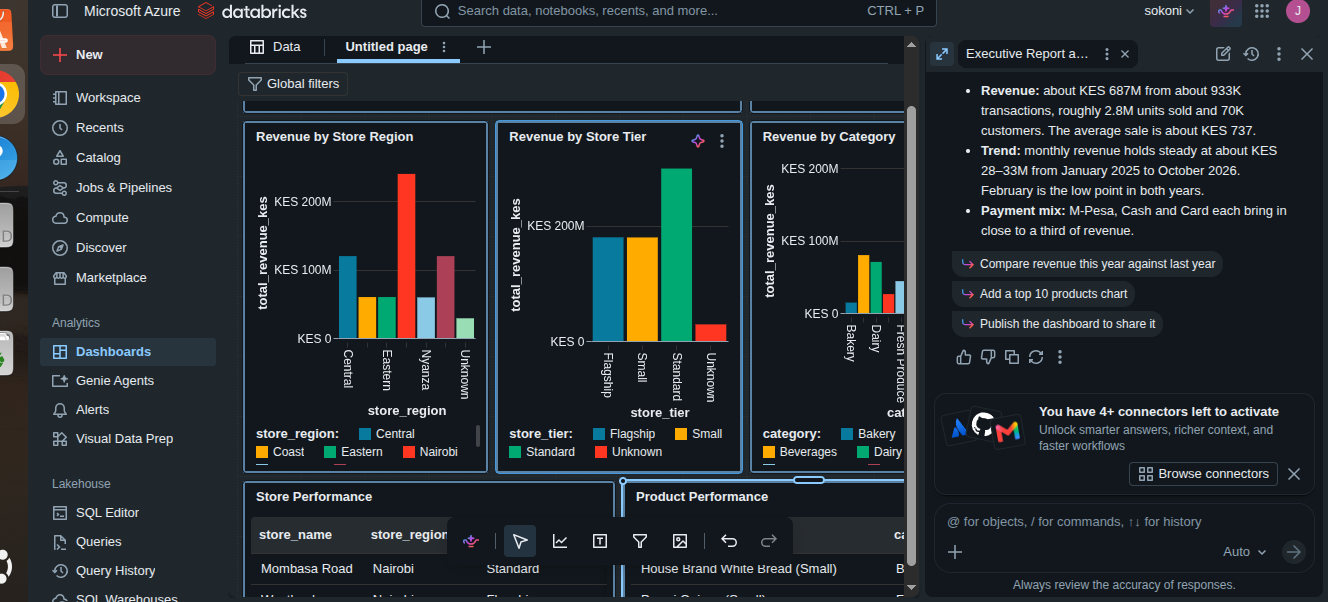 Microsoft Azure
databricks
Search data, notebooks, recents, and more...
CTRL + P
sokoni
J
New
Workspace
Recents
Catalog
Jobs & Pipelines
Compute
Discover
Marketplace
Analytics
Dashboards
Genie Agents
Alerts
Visual Data Prep
Lakehouse
SQL Editor
Queries
Query History
SQL Warehouses
Data
Untitled page
Global filters
Revenue by Store Region
total_revenue_kes
KES 200M
KES 100M
KES 0
Central
Eastern
Nyanza
Unknown
store_region
store_region:
Central
Coast
Eastern
Nairobi
Revenue by Store Tier
total_revenue_kes
KES 200M
KES 0
Flagship
Small
Standard
Unknown
store_tier
store_tier:
Flagship
Small
Standard
Unknown
Revenue by Category
total_revenue_kes
KES 200M
KES 100M
KES 0
Bakery
Dairy
Fresh Produce
cat
category:
Bakery
Beverages
Dairy
Store Performance
store_name
store_region
Mombasa Road
Nairobi
Standard
Product Performance
ca
House Brand White Bread (Small)
B
Executive Report a...
Revenue: about KES 687M from about 933K
transactions, roughly 2.8M units sold and 70K
customers. The average sale is about KES 737.
Trend: monthly revenue holds steady at about KES
28–33M from January 2025 to October 2026.
February is the low point in both years.
Payment mix: M-Pesa, Cash and Card each bring in
close to a third of revenue.
Compare revenue this year against last year
Add a top 10 products chart
Publish the dashboard to share it
You have 4+ connectors left to activate
Unlock smarter answers, richer context, and
faster workflows
Browse connectors
@ for objects, / for commands, ↑↓ for history
Auto
Always review the accuracy of responses.